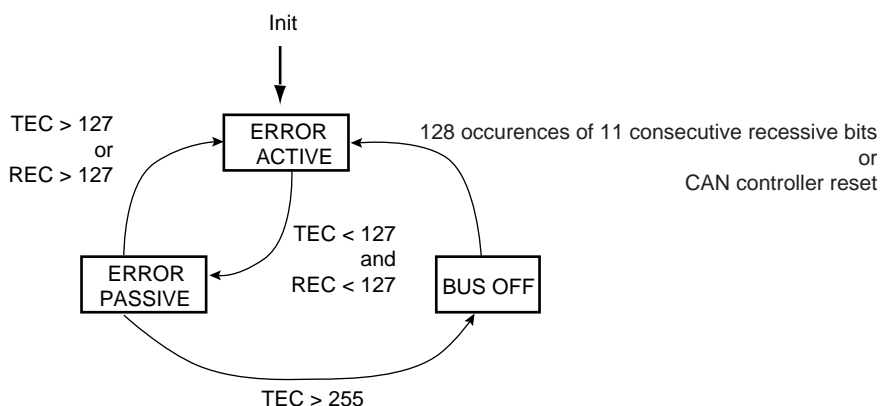 Init
TEC > 127
or
REC > 127
ERROR
ACTIVE
128 occurences of 11 consecutive recessive bits
or
CAN controller reset
TEC < 127
and
REC < 127
ERROR
PASSIVE
BUS OFF
TEC > 255